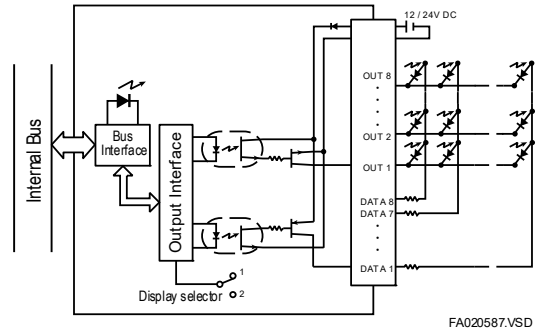 12 / 24V DC
OUT 8
OUT 2
OUT 1
DATA 8
DATA 7
DATA 1
Internal Bus
Bus
Interface
Output Interface
Display selector
1
2
FA020587.VSD